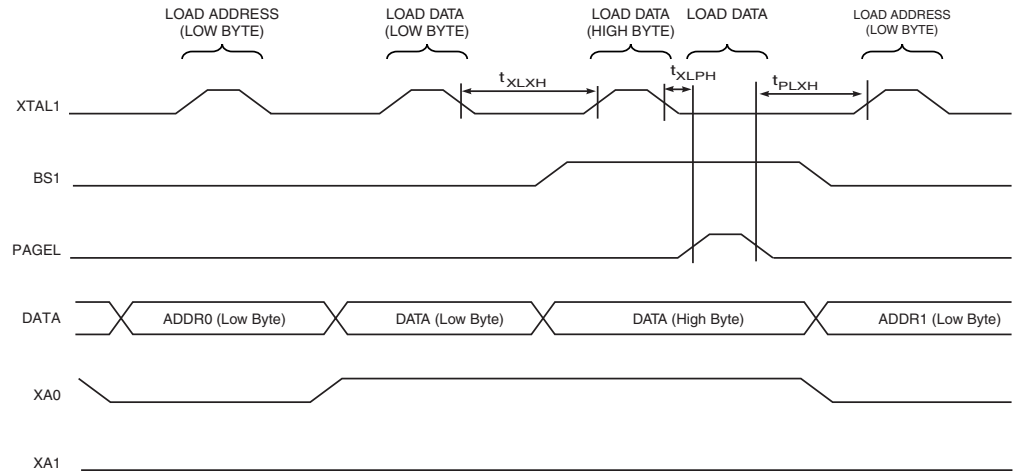 LOAD ADDRESS
(LOW BYTE)
LOAD DATA
(LOW BYTE)
LOAD DATA
(HIGH BYTE)
LOAD DATA
LOAD ADDRESS
(LOW BYTE)
XTAL1
tXLXH
tXLPH
tPLXH
BS1
PAGEL
DATA
ADDR0 (Low Byte)
DATA (Low Byte)
DATA (High Byte)
ADDR1 (Low Byte)
XA0
XA1